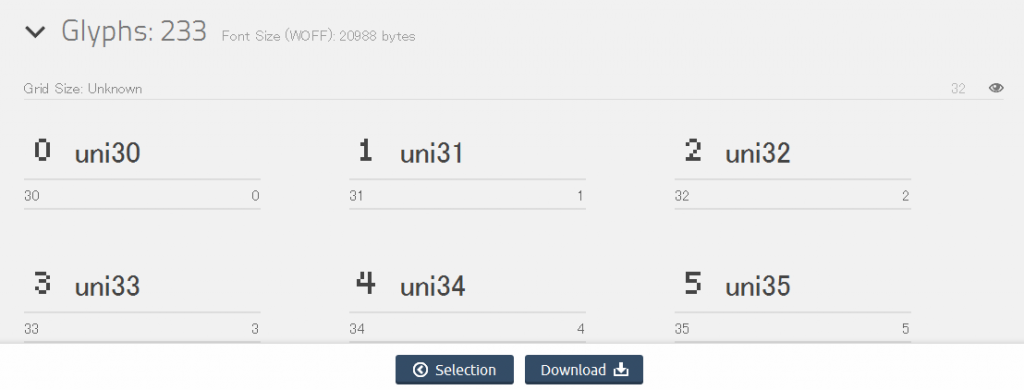 Glyphs: 233 Font Size (WOFF): 20988 bytes
Grid Size: Unknown 32
0 uni30 1 uni31 2 uni32
30 0 31 1 32 2
3 uni33 4 uni34 5 uni35
33 3 34 4 35 5
Selection Download